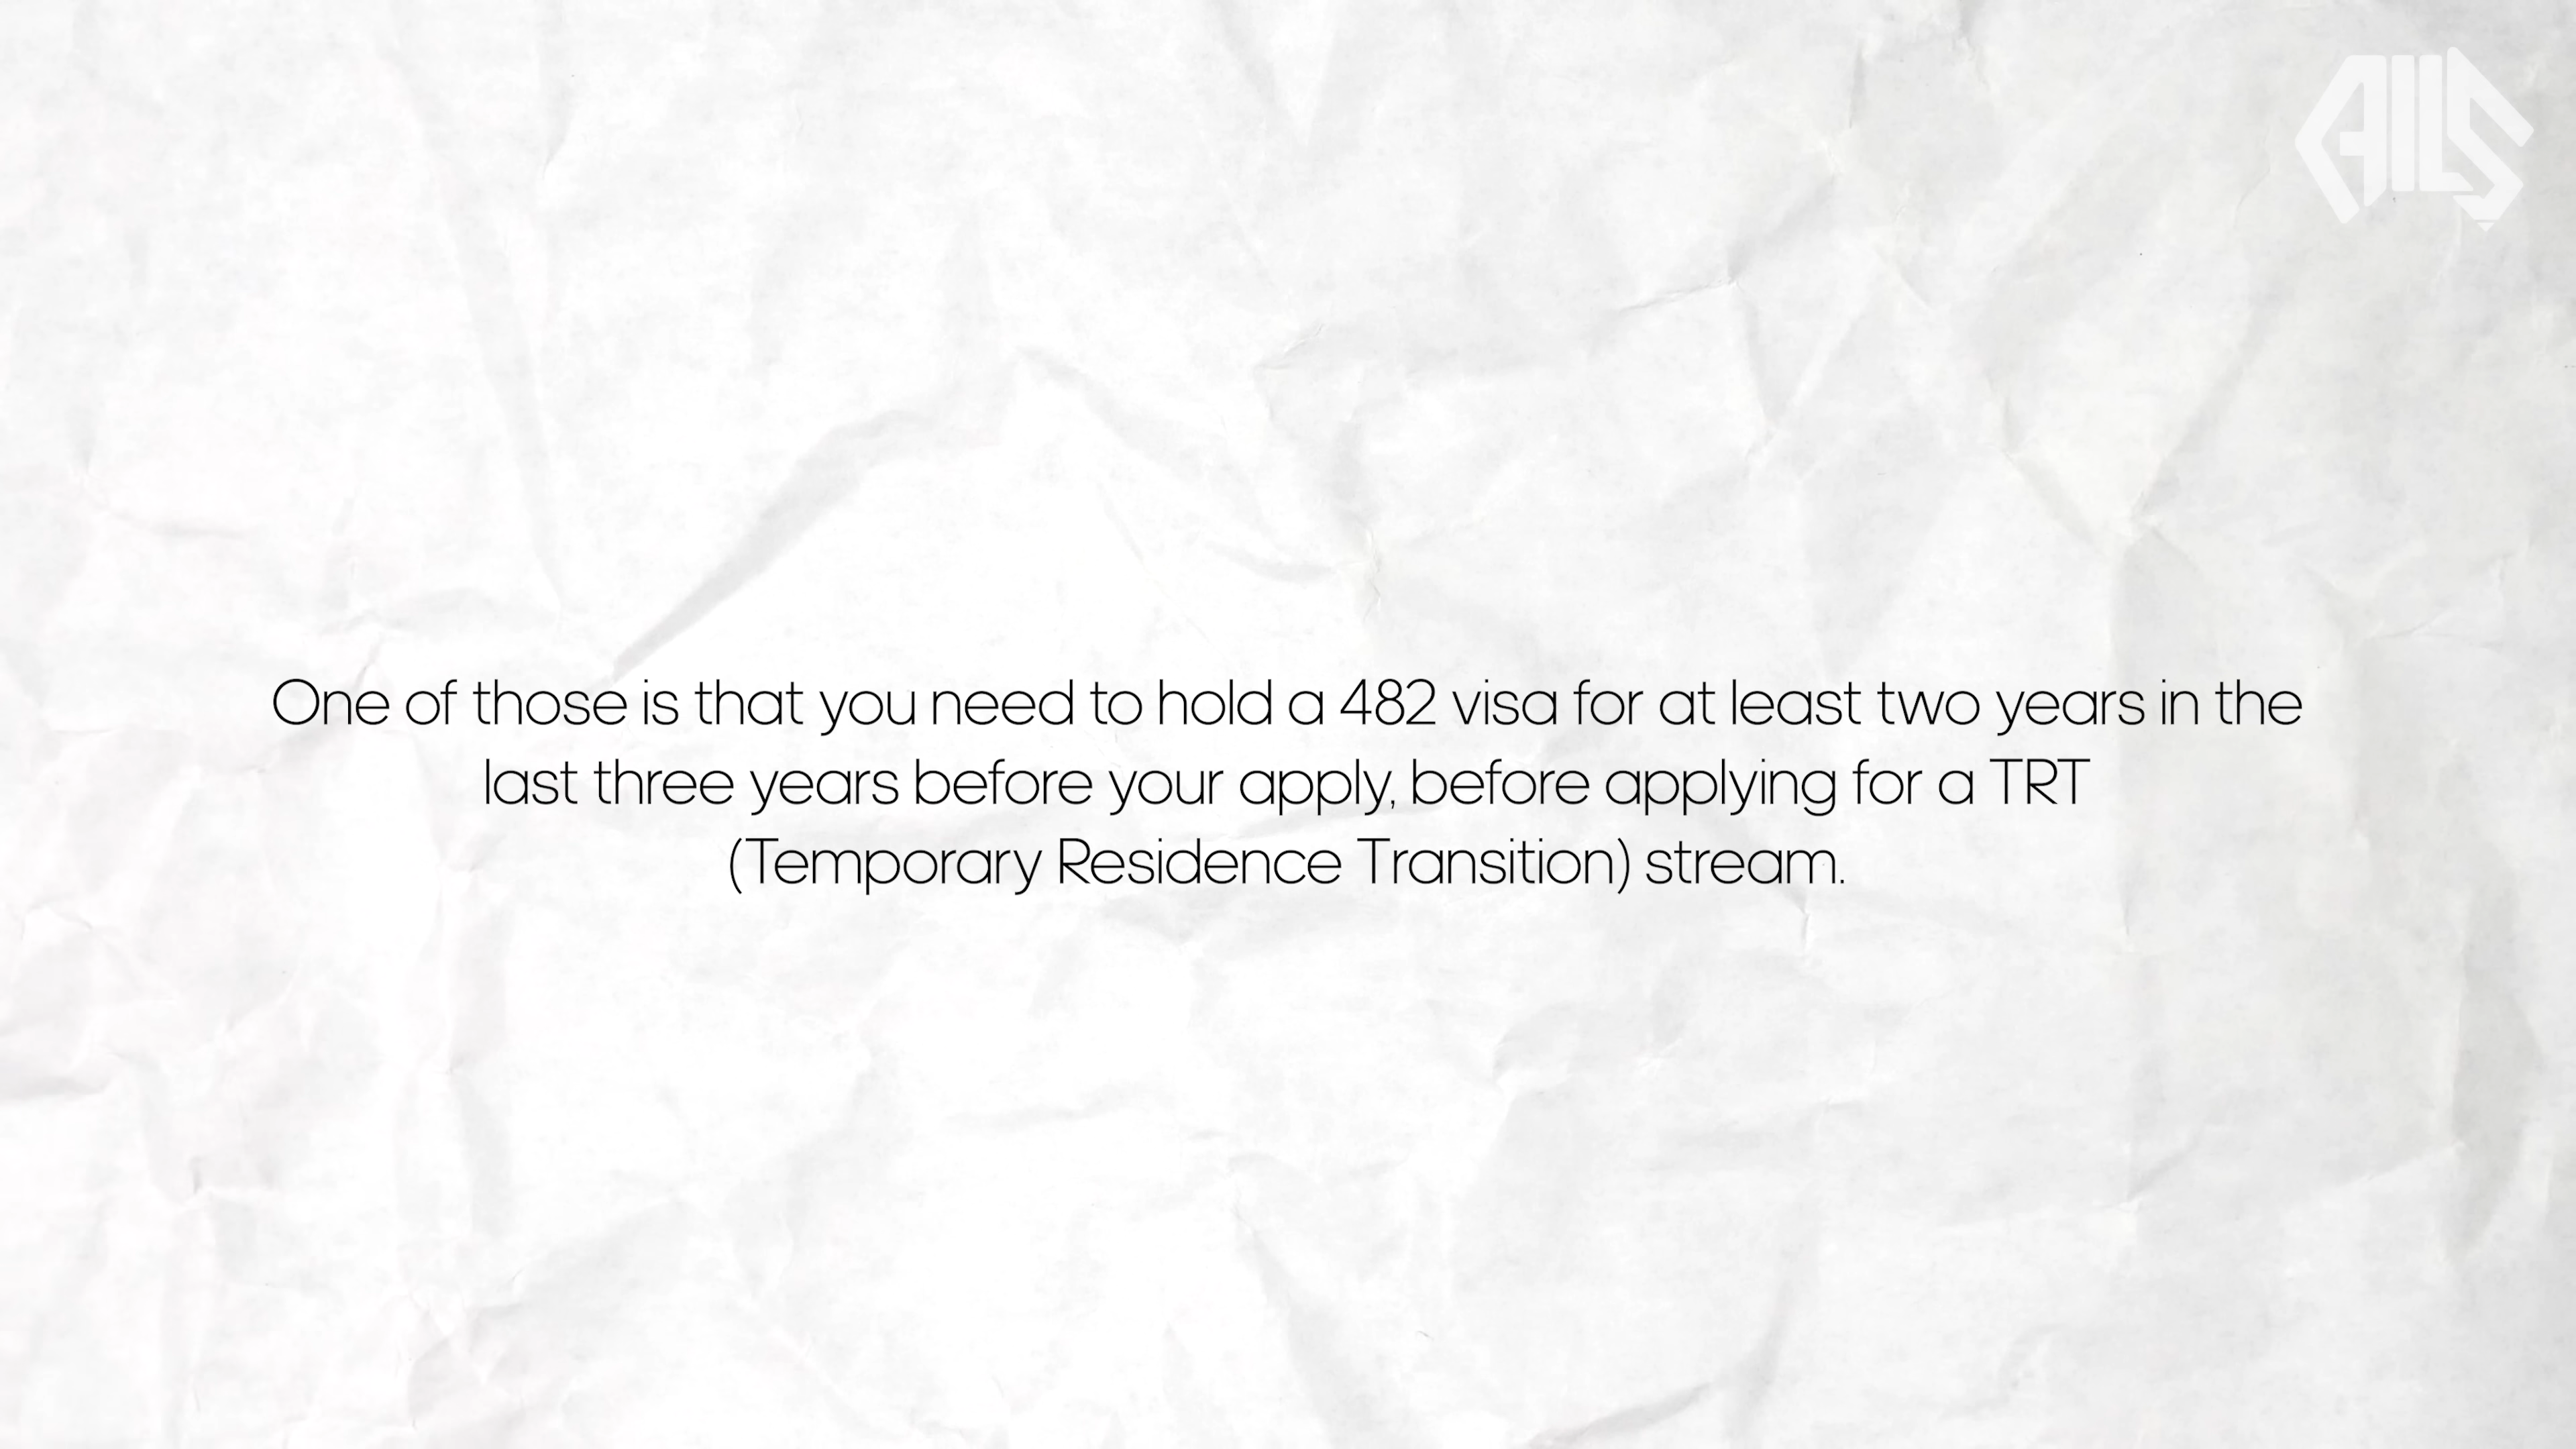 AILS
One of those is that you need to hold a 482 visa for at least two years in the
last three years before your apply, before applying for a TRT
(Temporary Residence Transition) stream.